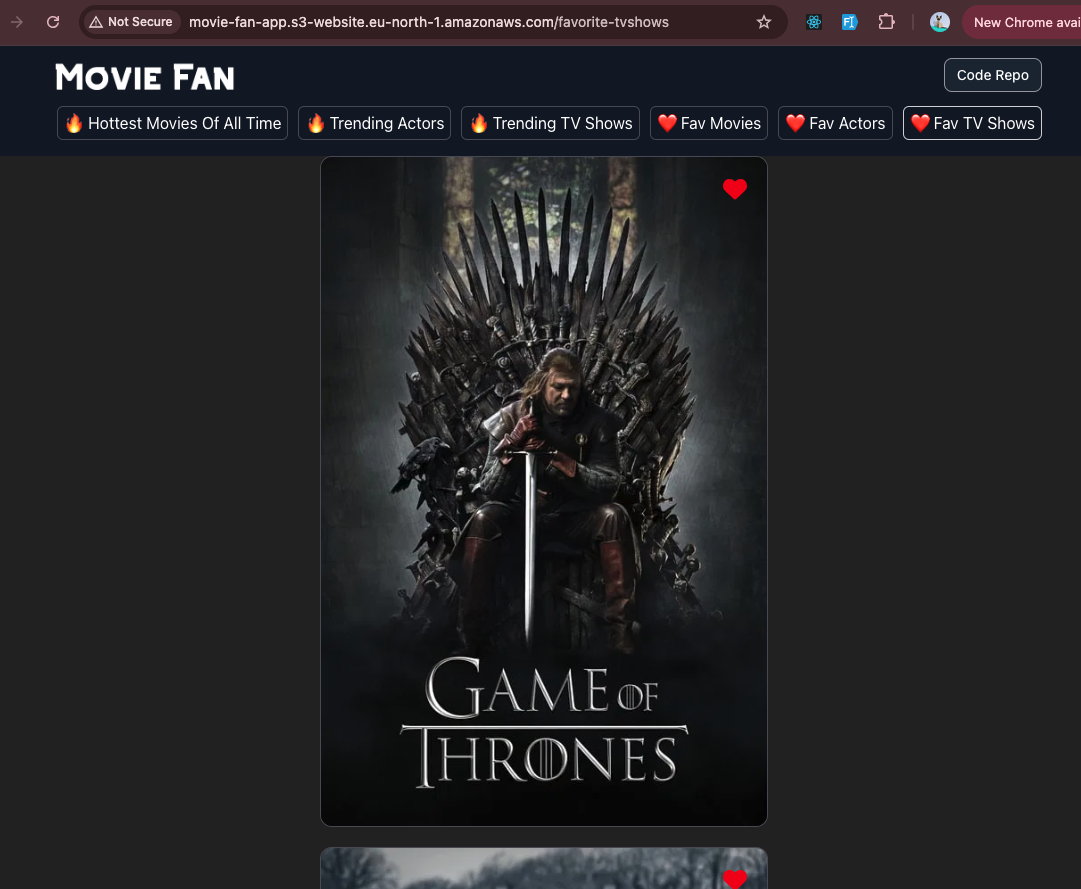 Not Secure movie-fan-app.s3-website.eu-north-1.amazonaws.com/favorite-tvshows New Chrome avai
MOVIE FAN Code Repo
🔥 Hottest Movies Of All Time 🔥 Trending Actors 🔥 Trending TV Shows ❤️ Fav Movies ❤️ Fav Actors ❤️ Fav TV Shows
GAME OF
THRONES